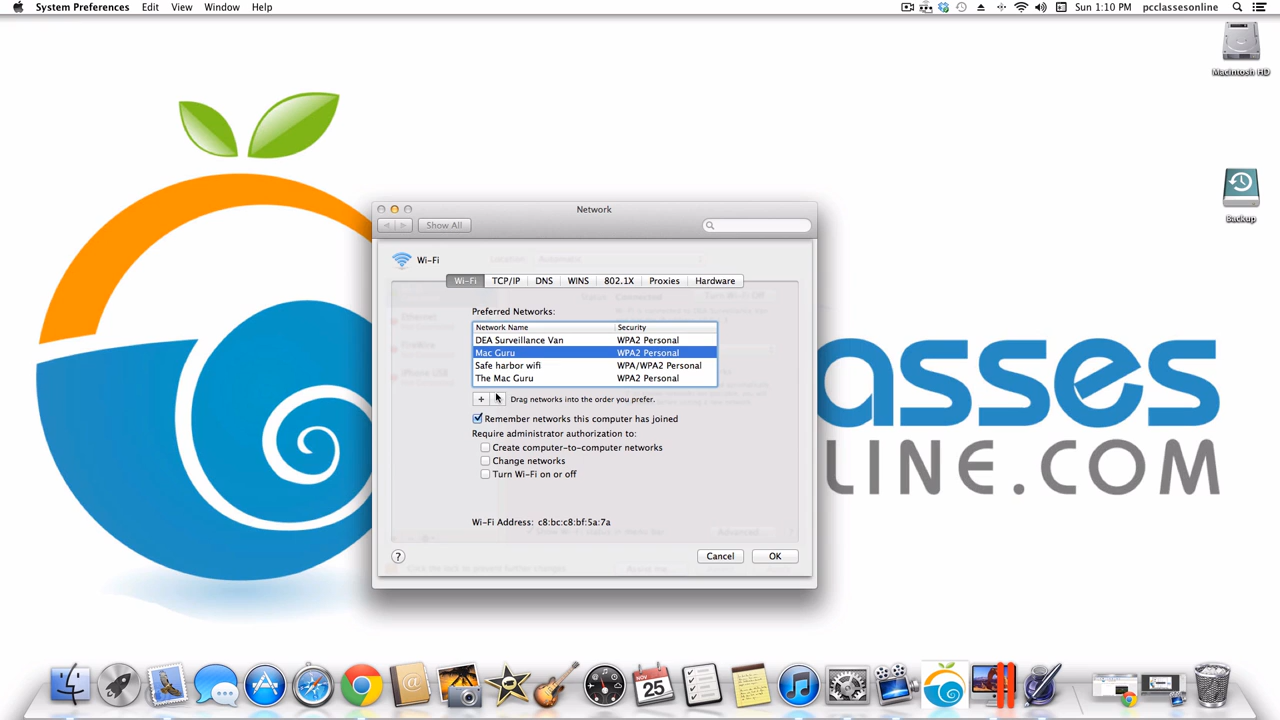 System Preferences Edit View Window Help Sun 1:10 PM pcclassesonline
Macintosh HD
Backup
Network
Show All
Wi-Fi
Wi-Fi TCP/IP DNS WINS 802.1X Proxies Hardware
Preferred Networks:
Network Name Security
DEA Surveillance Van WPA2 Personal
Mac Guru WPA2 Personal
Safe harbor wifi WPA/WPA2 Personal
The Mac Guru WPA2 Personal
+ Drag networks into the order you prefer.
Remember networks this computer has joined
Require administrator authorization to:
Create computer-to-computer networks
Change networks
Turn Wi-Fi on or off
Wi-Fi Address: c8:bc:c8:bf:5a:7a
? Cancel OK
asses
LINE.COM
NOV
25